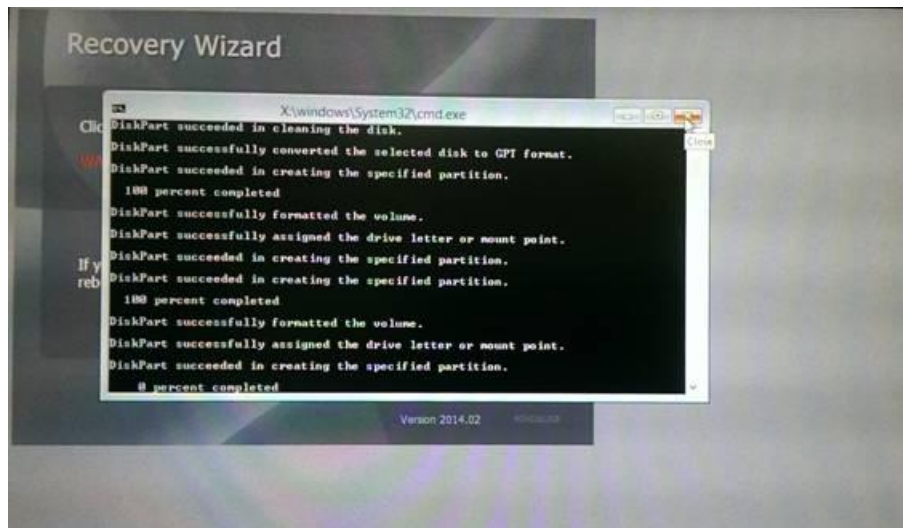 Recovery Wizard
X:\windows\System32\cmd.exe
Clic
DiskPart succeeded in cleaning the disk.
Close
DiskPart successfully converted the selected disk to GPT format.
WA
DiskPart succeeded in creating the specified partition.
100 percent completed
DiskPart successfully formatted the volume.
DiskPart successfully assigned the drive letter or mount point.
If y
DiskPart succeeded in creating the specified partition.
reb
DiskPart succeeded in creating the specified partition.
100 percent completed
DiskPart successfully formatted the volume.
DiskPart successfully assigned the drive letter or mount point.
DiskPart succeeded in creating the specified partition.
0 percent completed
Version 2014.02